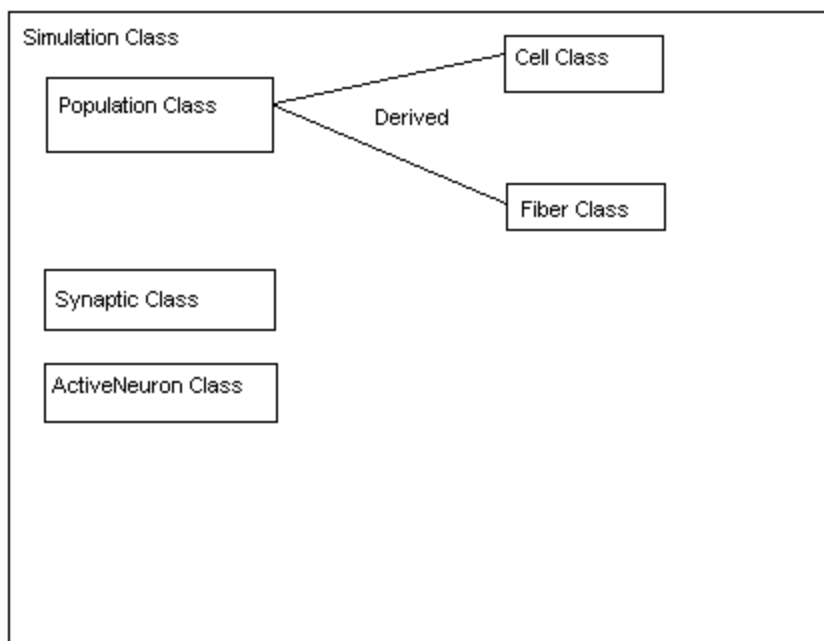 Simulation Class
Cell Class
Population Class
Derived
Fiber Class
Synaptic Class
ActiveNeuron Class